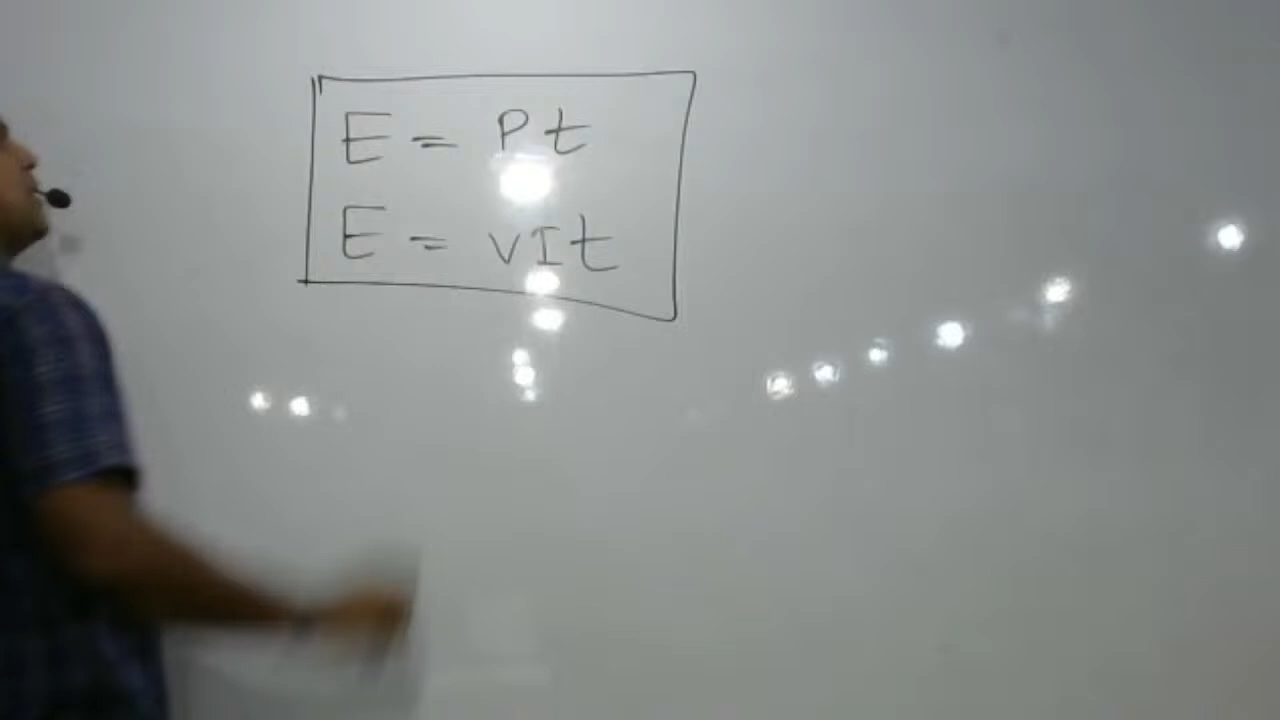 E = Pt
E = VIt